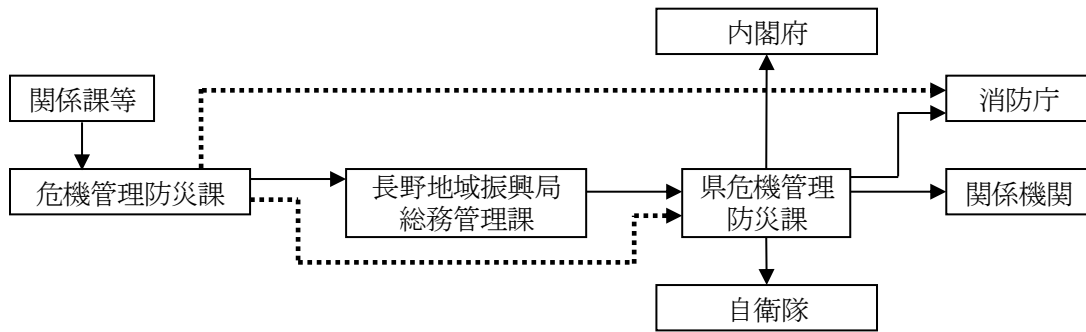 内閣府
関係課等
消防庁
危機管理防災課
長野地域振興局
総務管理課
県危機管理
防災課
関係機関
自衛隊